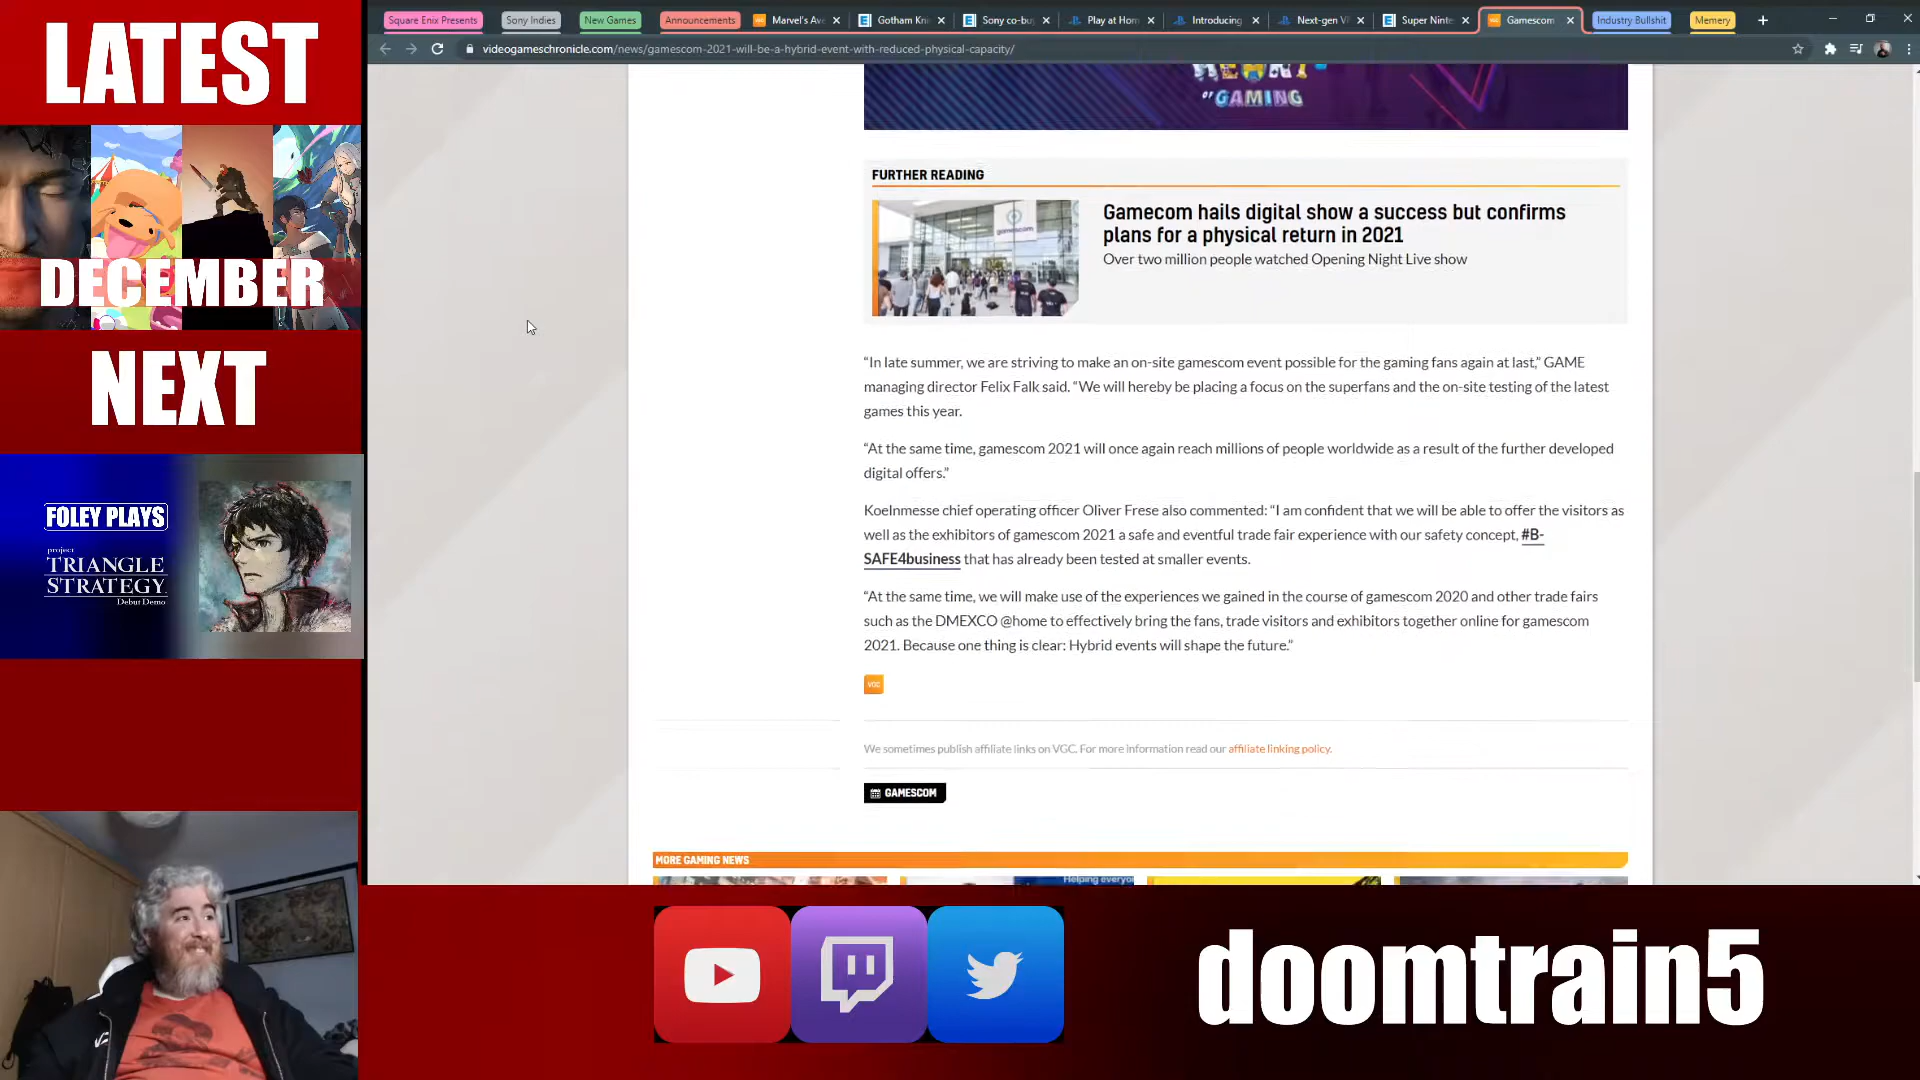 LATEST
DECEMBER
NEXT
FOLEY PLAYS
project
TRIANGLE
STRATEGY
Debut Demo
Square Enix Presents
Sony Indies
New Games
Announcements
Marvel's Av
Gotham Kni
Sony co-bu
Play at Hom
Introducing
Next-gen V
Super Ninte
Gamescom
Industry Bullshit
Memery
videogameschronicle.com/news/gamescom-2021-will-be-a-hybrid-event-with-reduced-physical-capacity/
HEART
OF GAMING
FURTHER READING
Gamecom hails digital show a success but confirms
plans for a physical return in 2021
Over two million people watched Opening Night Live show
gamescom
“In late summer, we are striving to make an on-site gamescom event possible for the gaming fans again at last,” GAME
managing director Felix Falk said. “We will hereby be placing a focus on the superfans and the on-site testing of the latest
games this year.
“At the same time, gamescom 2021 will once again reach millions of people worldwide as a result of the further developed
digital offers.”
Koelnmesse chief operating officer Oliver Frese also commented: “I am confident that we will be able to offer the visitors as
well as the exhibitors of gamescom 2021 a safe and eventful trade fair experience with our safety concept, #B-
SAFE4business that has already been tested at smaller events.
“At the same time, we will make use of the experiences we gained in the course of gamescom 2020 and other trade fairs
such as the DMEXCO @home to effectively bring the fans, trade visitors and exhibitors together online for gamescom
2021. Because one thing is clear: Hybrid events will shape the future.”
VGC
We sometimes publish affiliate links on VGC. For more information read our affiliate linking policy.
GAMESCOM
MORE GAMING NEWS
Helping everyo
doomtrain5